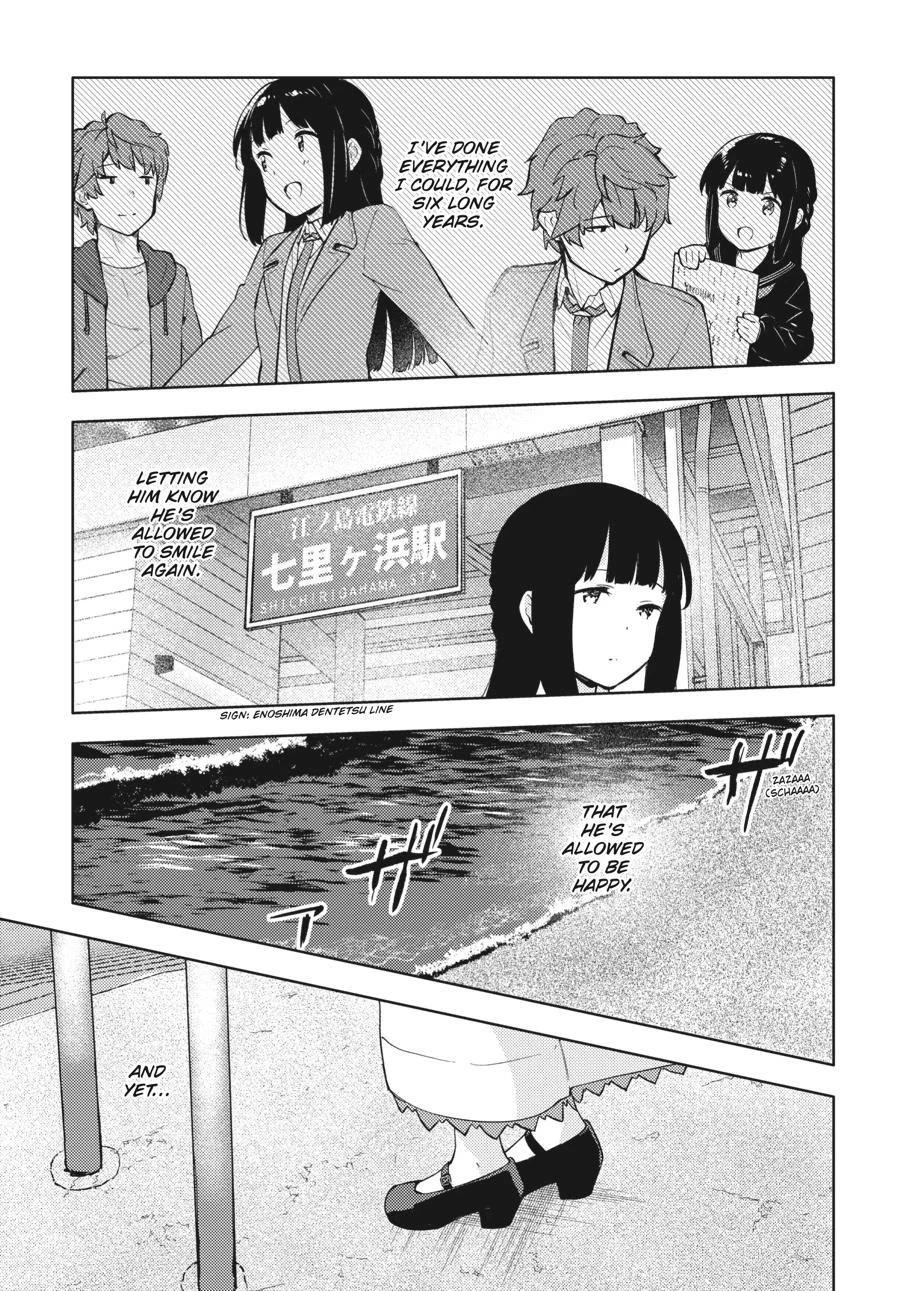 I'VE DONE
EVERYTHING
I COULD, FOR
SIX LONG
YEARS.
YOKOHAMA
LETTING
HIM KNOW
HE'S
ALLOWED
TO SMILE
AGAIN.
江ノ島電鉄線
七里ヶ浜駅
SHICHIRIGAHAMA STA.
SIGN: ENOSHIMA DENTETSU LINE
ザザァ
ZAZAAA
(SCHAAAA)
THAT
HE'S
ALLOWED
TO BE
HAPPY.
AND
YET...